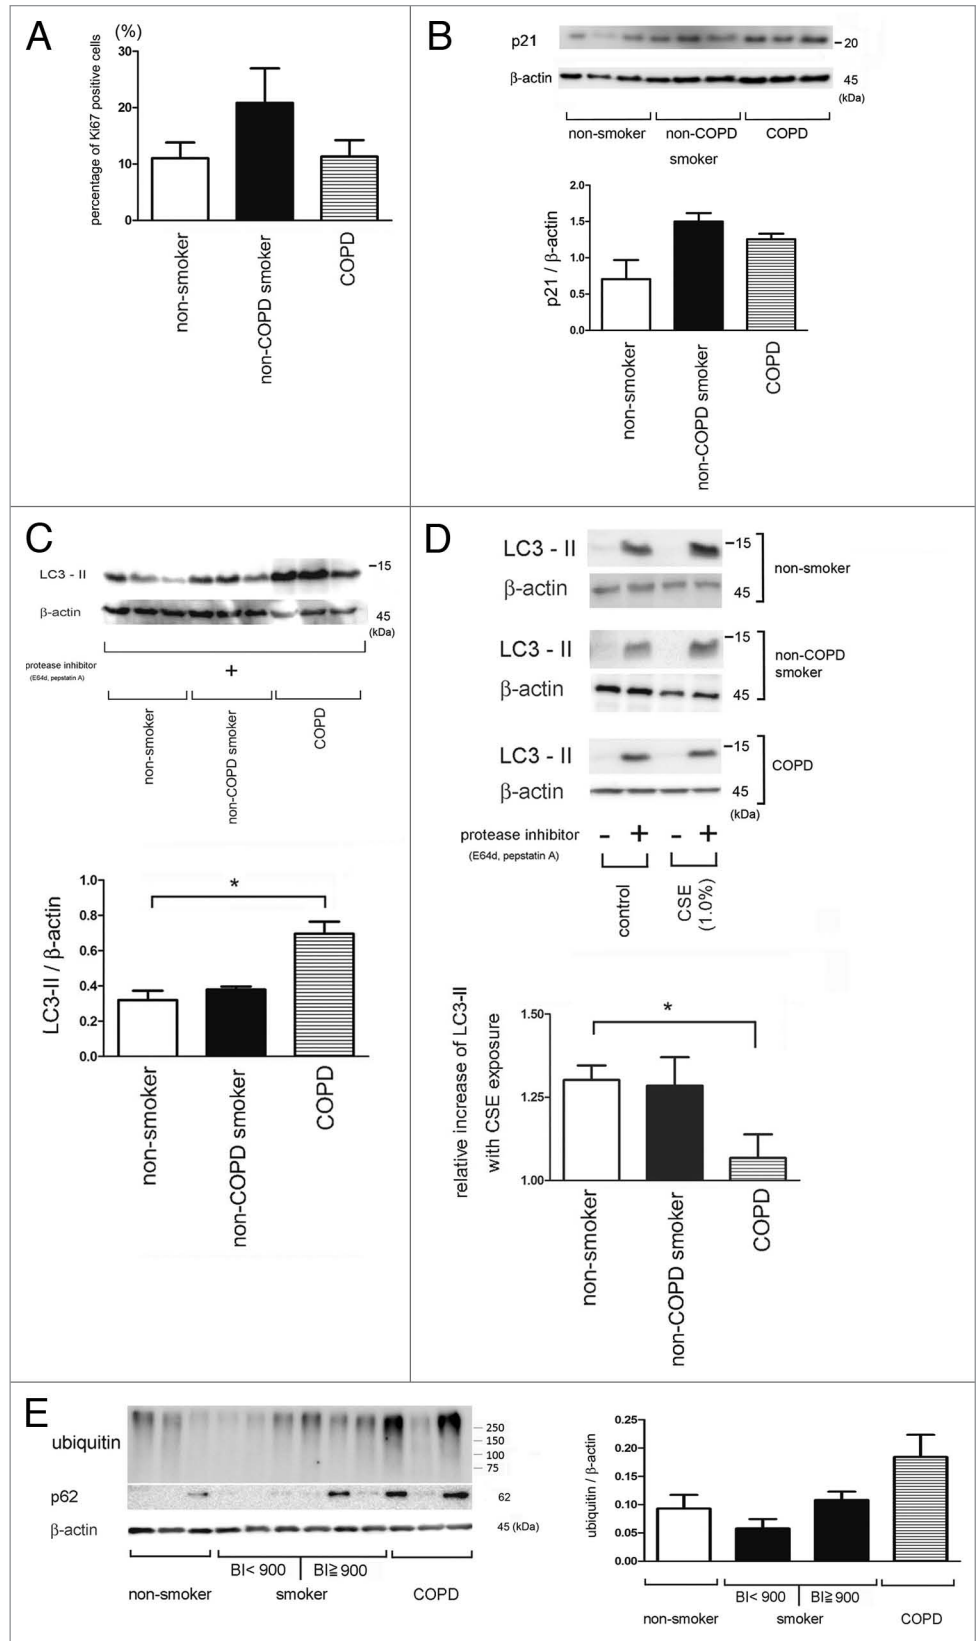 A
(%)
percentage of Ki67 positive cells
30
20
10
0
non-smoker
non-COPD smoker
COPD
B
p21
20
β-actin
45
(kDa)
non-smoker
non-COPD
COPD
smoker
p21 / β-actin
2.0
1.5
1.0
0.5
0.0
non-smoker
non-COPD smoker
COPD
C
LC3 - II
15
β-actin
45
(kDa)
protease inhibitor
(E64d, pepstatin A)
+
non-smoker
non-COPD smoker
COPD
LC3-II / β-actin
1.0
0.8
0.6
0.4
0.2
0.0
*
non-smoker
non-COPD smoker
COPD
D
LC3 - II
15
β-actin
45
non-smoker
LC3 - II
15
β-actin
45
non-COPD
smoker
LC3 - II
15
β-actin
45
(kDa)
COPD
protease inhibitor
(E64d, pepstatin A)
- + - +
control
CSE
(1.0%)
relative increase of LC3-II
with CSE exposure
1.50
1.25
1.00
*
non-smoker
non-COPD smoker
COPD
E
ubiquitin
250
150
100
75
p62
62
β-actin
45 (kDa)
BI< 900
BI≧900
non-smoker
smoker
COPD
ubiquitin / β-actin
0.25
0.20
0.15
0.10
0.05
0.00
BI< 900
BI≧900
non-smoker
smoker
COPD